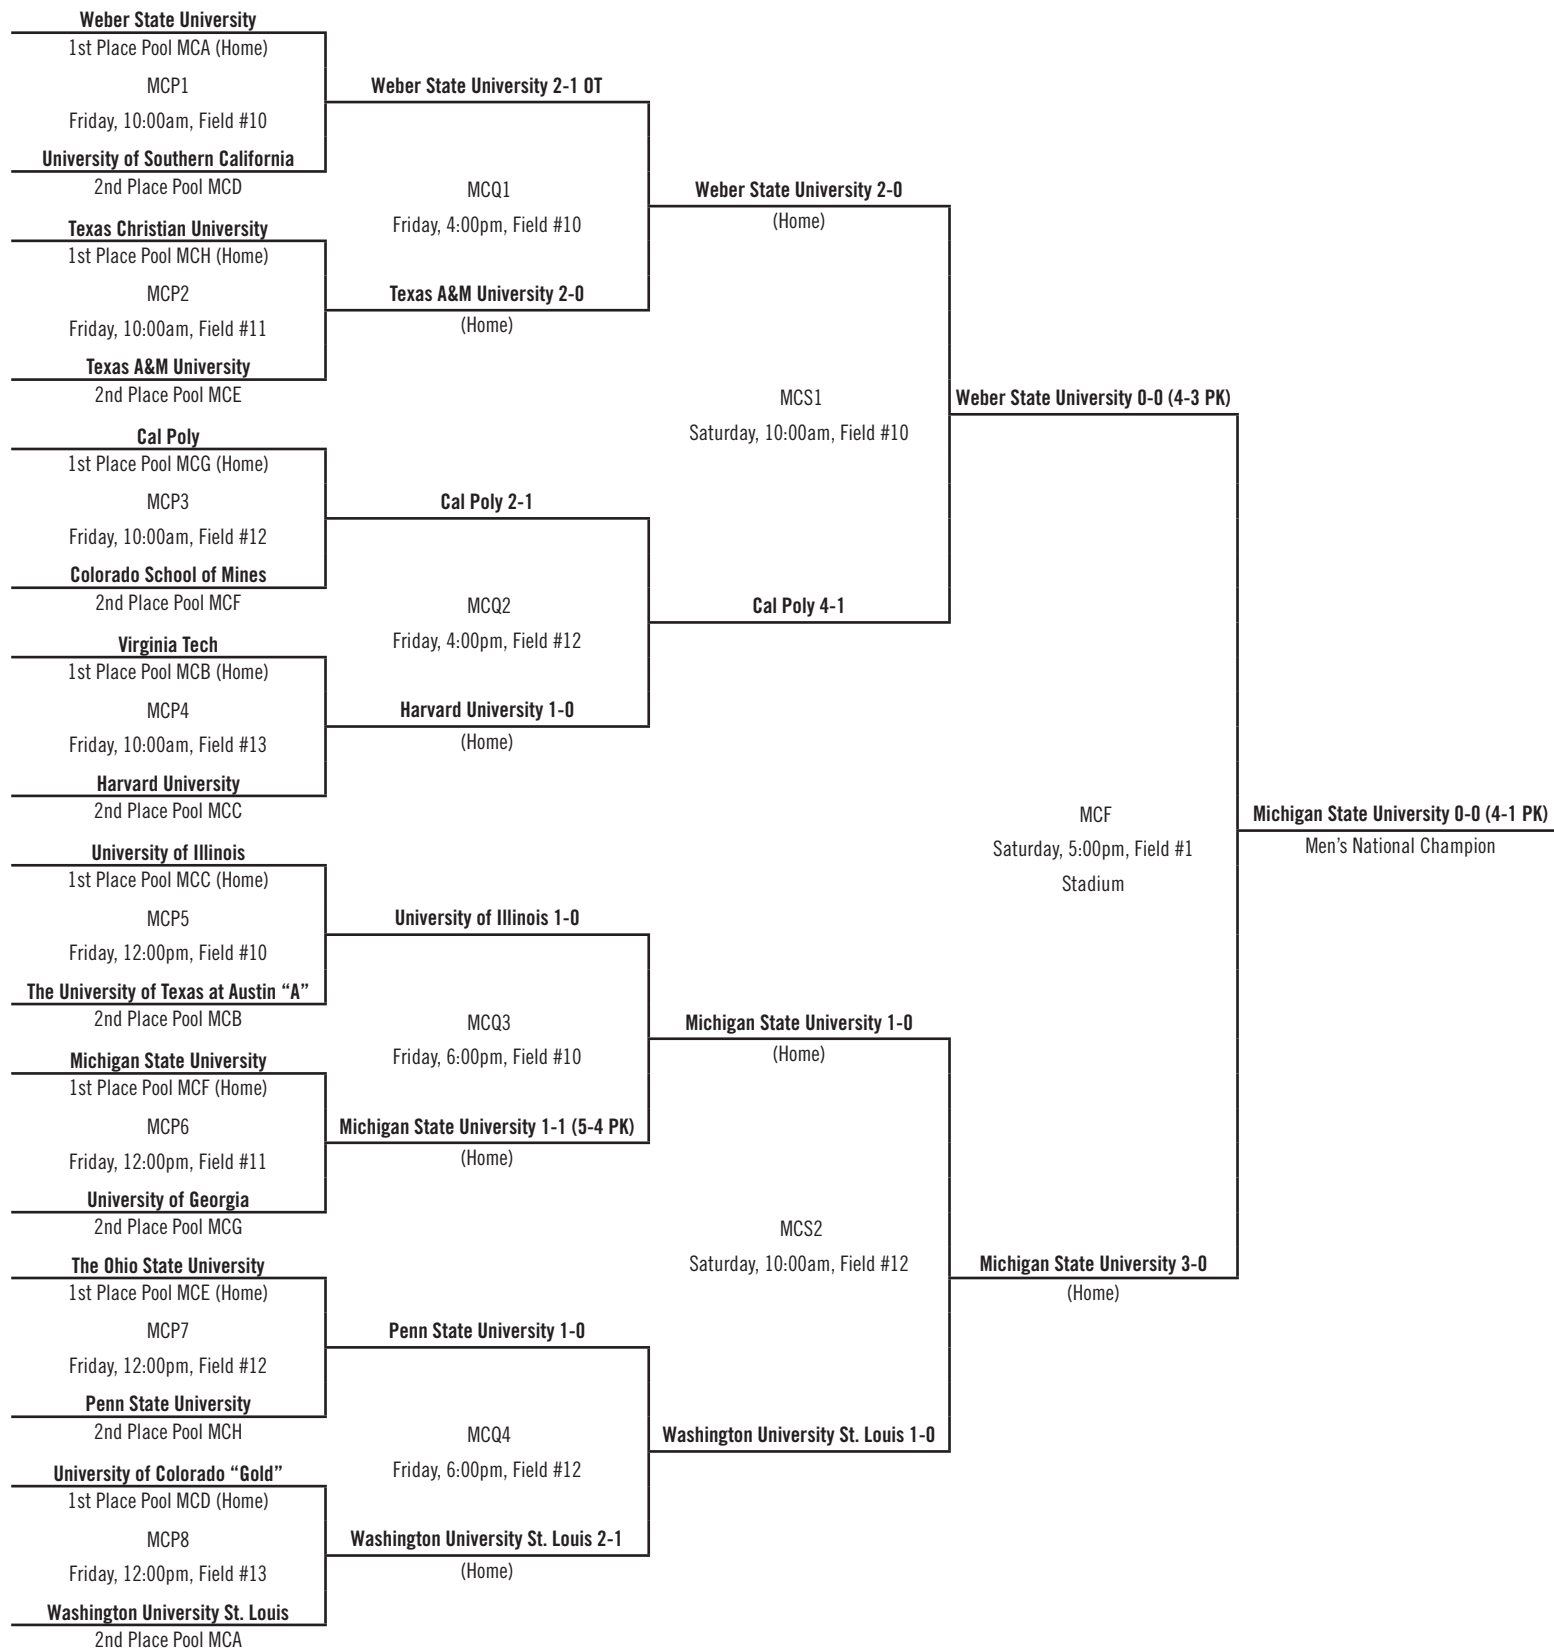 Weber State University
1st Place Pool MCA (Home)
MCP1
Friday, 10:00am, Field #10
University of Southern California
2nd Place Pool MCD
Texas Christian University
1st Place Pool MCH (Home)
MCP2
Friday, 10:00am, Field #11
Texas A&M University
2nd Place Pool MCE
Cal Poly
1st Place Pool MCG (Home)
MCP3
Friday, 10:00am, Field #12
Colorado School of Mines
2nd Place Pool MCF
Virginia Tech
1st Place Pool MCB (Home)
MCP4
Friday, 10:00am, Field #13
Harvard University
2nd Place Pool MCC
University of Illinois
1st Place Pool MCC (Home)
MCP5
Friday, 12:00pm, Field #10
The University of Texas at Austin “A”
2nd Place Pool MCB
Michigan State University
1st Place Pool MCF (Home)
MCP6
Friday, 12:00pm, Field #11
University of Georgia
2nd Place Pool MCG
The Ohio State University
1st Place Pool MCE (Home)
MCP7
Friday, 12:00pm, Field #12
Penn State University
2nd Place Pool MCH
University of Colorado “Gold”
1st Place Pool MCD (Home)
MCP8
Friday, 12:00pm, Field #13
Washington University St. Louis
2nd Place Pool MCA
Weber State University 2-1 OT
MCQ1
Friday, 4:00pm, Field #10
Texas A&M University 2-0
(Home)
Cal Poly 2-1
MCQ2
Friday, 4:00pm, Field #12
Harvard University 1-0
(Home)
University of Illinois 1-0
MCQ3
Friday, 6:00pm, Field #10
Michigan State University 1-1 (5-4 PK)
(Home)
Penn State University 1-0
MCQ4
Friday, 6:00pm, Field #12
Washington University St. Louis 2-1
(Home)
Weber State University 2-0
(Home)
MCS1
Saturday, 10:00am, Field #10
Cal Poly 4-1
Michigan State University 1-0
(Home)
MCS2
Saturday, 10:00am, Field #12
Washington University St. Louis 1-0
Weber State University 0-0 (4-3 PK)
MCF
Saturday, 5:00pm, Field #1
Stadium
Michigan State University 3-0
(Home)
Michigan State University 0-0 (4-1 PK)
Men’s National Champion